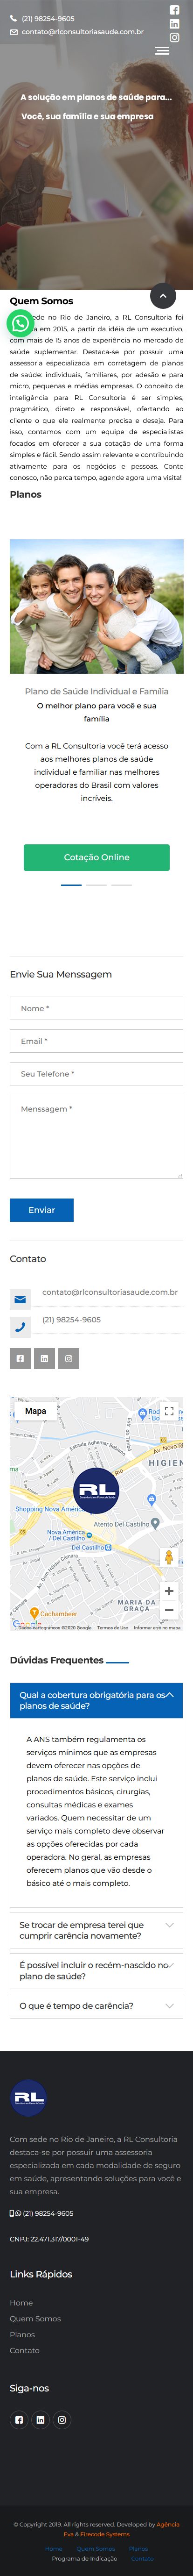 (21) 98254-9605
contato@rlconsultoriasaude.com.br
A solução em planos de saúde para...
Você, sua família e sua empresa
Quem Somos
sede no Rio de Janeiro, a RL Consultoria foi
em 2015, a partir da visão de um executivo,
com mais de 15 anos de experiência no mercado de
saúde suplementar. Destaca-se por possuir uma
assessoria especializada em corretagem de planos
de saúde: individuais, familiares, por adesão e para
micro, pequenas e médias empresas. O conceito de
inteligência para a RL Consultoria é ser simples,
pragmático, direto e responsável, ofertando ao
cliente o que ele realmente precisa e deseja. Para
isso, contamos com um equipe de especialistas
focados em oferecer a sua cotação de uma forma
simples e fácil. Sendo assim relevante e contribuindo
ativamente para os negócios e pessoas. Conte
conosco, não perca tempo, agende agora uma visita!
Planos
Plano de Saúde Individual e Família
O melhor plano para você e sua
família
Com a RL Consultoria você terá acesso
aos melhores planos de saúde
individual e familiar nas melhores
operadoras do Brasil com valores
incríveis.
Cotação Online
Envie Sua Menssagem
Nome *
Email *
Seu Telefone *
Menssagem *
Enviar
Contato
contato@rlconsultoriasaude.com.br
(21) 98254-9605
Mapa
Estrada Adhemar Bebiano
Av. Pastor
HIGIEN
Atento Del Castilho
Shopping Nova América
Nova América
/ Del Castilho
Del Castilho
RL
MARIA DA
GRAÇA
Cachambeer
Google
Dados cartográficos ©2020 Google
Termos de Uso
Informar erro no mapa
Dúvidas Frequentes
Qual a cobertura obrigatória para os
planos de saúde?
A ANS também regulamenta os
serviços mínimos que as empresas
devem oferecer nas opções de
planos de saúde. Este serviço inclui
procedimentos básicos, cirurgias,
consultas médicas e exames
variados. Quem necessitar de um
serviço mais completo deve observar
as opções oferecidas por cada
operadora. No geral, as empresas
oferecem planos que vão desde o
básico até o mais completo.
Se trocar de empresa terei que
cumprir carência novamente?
É possível incluir o recém-nascido no
plano de saúde?
O que é tempo de carência?
RL
Com sede no Rio de Janeiro, a RL Consultoria
destaca-se por possuir uma assessoria
especializada em cada modalidade de seguro
em saúde, apresentando soluções para você e
sua empresa.
(21) 98254-9605
CNPJ: 22.471.317/0001-49
Links Rápidos
Home
Quem Somos
Planos
Contato
Siga-nos
© Copyright 2019. All rights reserved. Developed by Agência
Eva & Firecode Systems
Home Quem Somos Planos
Programa de Indicação Contato